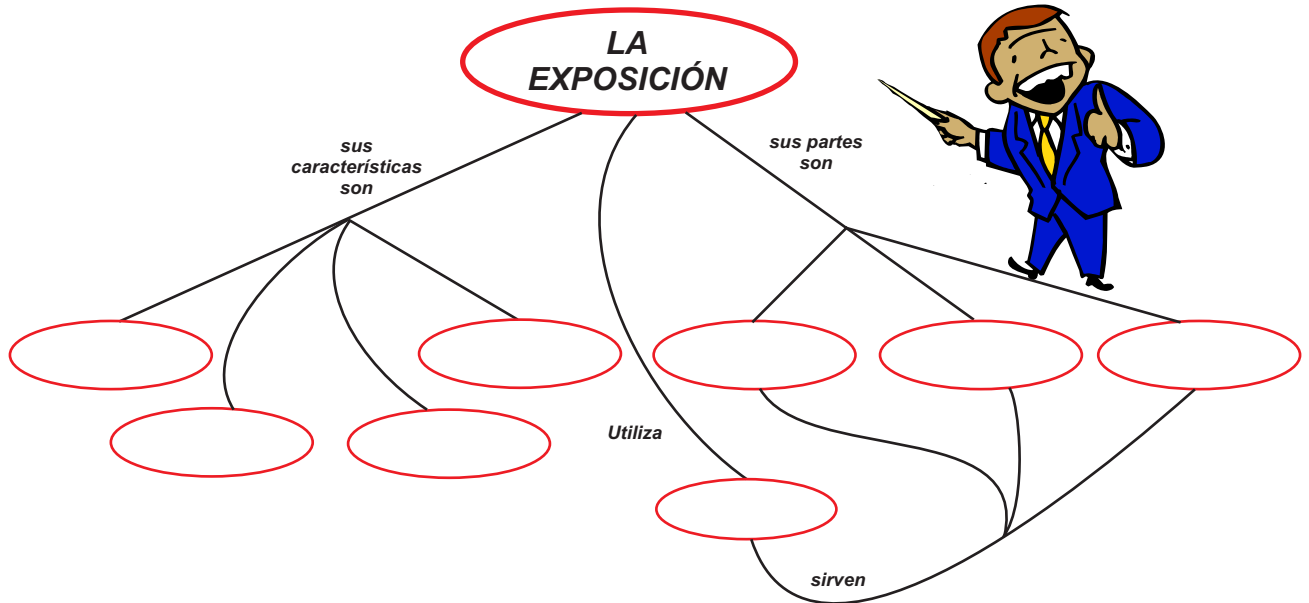 LA
EXPOSICIÓN
sus
características
son
sus partes
son
Utiliza
sirven